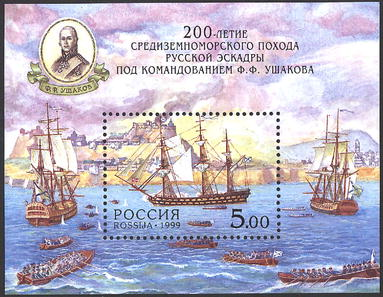 200-ЛЕТИЕ
СРЕДИЗЕМНОМОРСКОГО ПОХОДА
РУССКОЙ ЭСКАДРЫ
ПОД КОМАНДОВАНИЕМ Ф.Ф. УШАКОВА
Ф.Ф. УШАКОВ
РОССИЯ
ROSSIJA • 1999
5.00